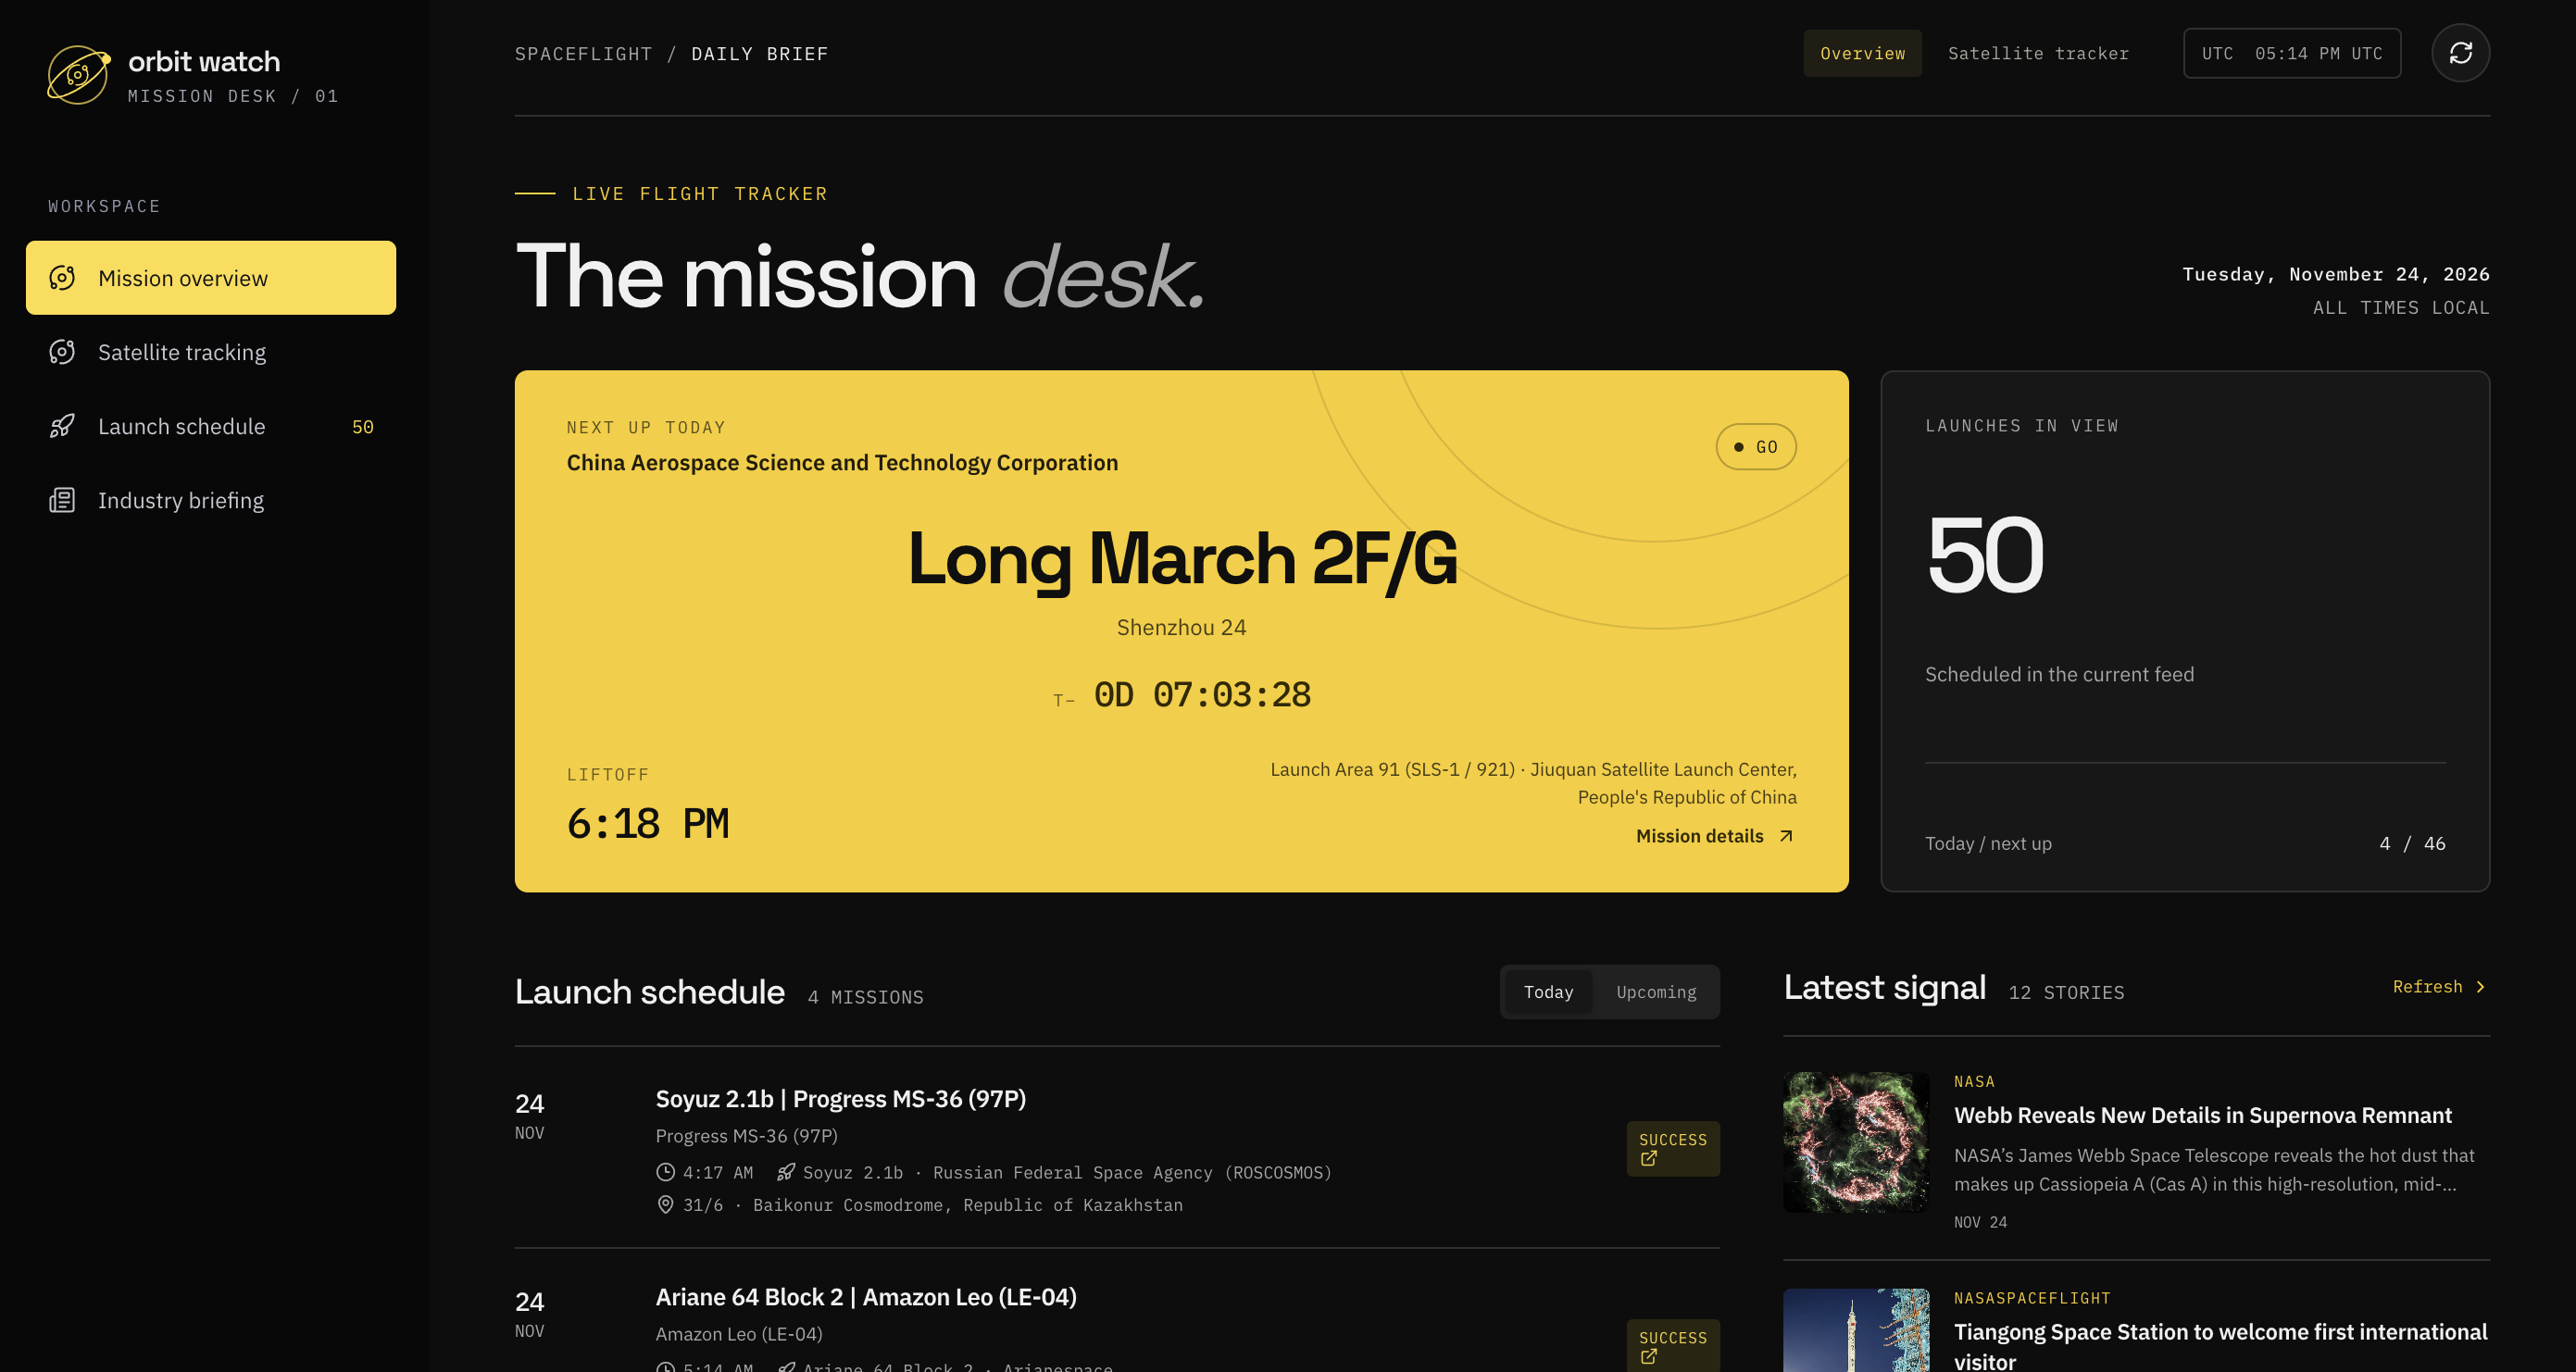 orbit watch
MISSION DESK / 01
WORKSPACE
Mission overview
Satellite tracking
Launch schedule 50
Industry briefing
SPACEFLIGHT / DAILY BRIEF
Overview
Satellite tracker
UTC 05:14 PM UTC
LIVE FLIGHT TRACKER
The mission desk.
Tuesday, November 24, 2026
ALL TIMES LOCAL
NEXT UP TODAY
China Aerospace Science and Technology Corporation
GO
Long March 2F/G
Shenzhou 24
T− 0D 07:03:28
LIFTOFF
6:18 PM
Launch Area 91 (SLS-1 / 921) · Jiuquan Satellite Launch Center,
People's Republic of China
Mission details
LAUNCHES IN VIEW
50
Scheduled in the current feed
Today / next up 4 / 46
Launch schedule 4 MISSIONS
Today
Upcoming
24
NOV
Soyuz 2.1b | Progress MS-36 (97P)
Progress MS-36 (97P)
4:17 AM Soyuz 2.1b · Russian Federal Space Agency (ROSCOSMOS)
31/6 · Baikonur Cosmodrome, Republic of Kazakhstan
SUCCESS
24
NOV
Ariane 64 Block 2 | Amazon Leo (LE-04)
Amazon Leo (LE-04)
5:14 AM Ariane 64 Block 2 · Arianespace
SUCCESS
Latest signal 12 STORIES
Refresh
NASA
Webb Reveals New Details in Supernova Remnant
NASA’s James Webb Space Telescope reveals the hot dust that
makes up Cassiopeia A (Cas A) in this high-resolution, mid-...
NOV 24
NASASPACEFLIGHT
Tiangong Space Station to welcome first international
visitor